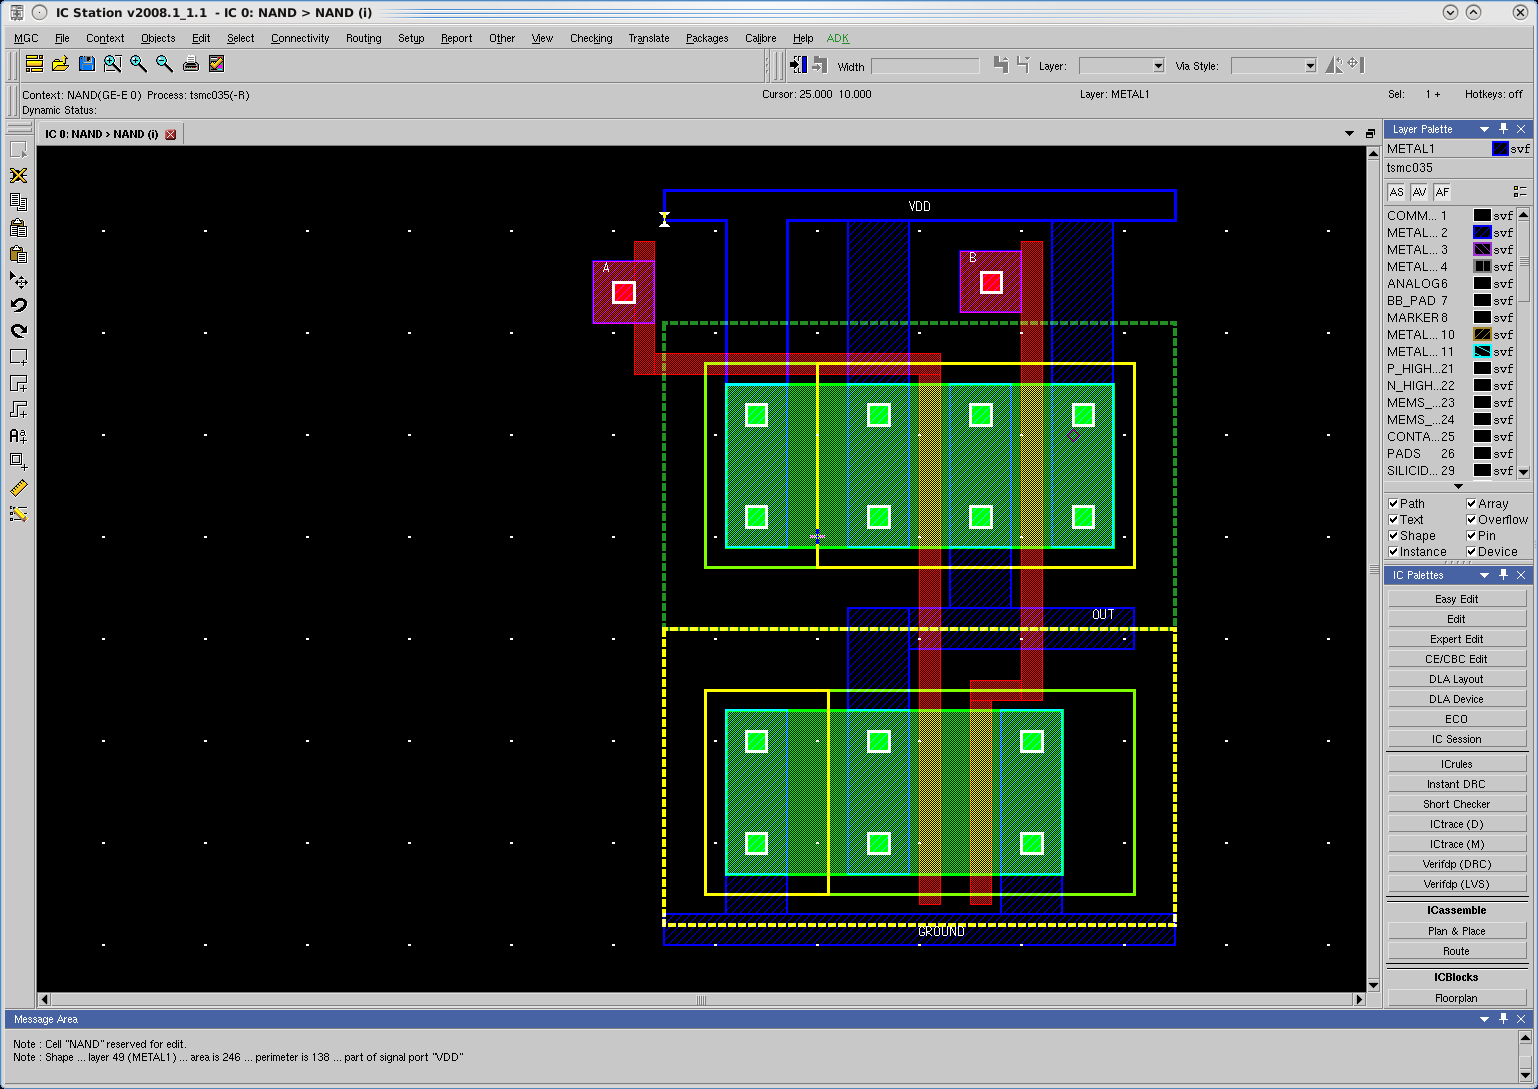 IC Station v2008.1_1.1 - IC 0: NAND > NAND (i)
MGC File Context Objects Edit Select Connectivity Routing Setup Report Other View Checking Translate Packages Calibre Help ADK
Width Layer: Via Style:
Context: NAND(GE-E 0) Process: tsmc035(-R) Cursor: 25.000 10.000 Layer: METAL1 Sel: 1 + Hotkeys: off
Dynamic Status:
IC 0: NAND > NAND (i)
VDD
A
B
OUT
GROUND
Layer Palette
METAL1 svf
tsmc035
AS AV AF
COMM... 1 svf
METAL... 2 svf
METAL... 3 svf
METAL... 4 svf
ANALOG 6 svf
BB_PAD 7 svf
MARKER 8 svf
METAL... 10 svf
METAL... 11 svf
P_HIGH... 21 svf
N_HIGH... 22 svf
MEMS_... 23 svf
MEMS_... 24 svf
CONTA... 25 svf
PADS 26 svf
SILICID... 29 svf
Path Array
Text Overflow
Shape Pin
Instance Device
IC Palettes
Easy Edit
Edit
Expert Edit
CE/CBC Edit
DLA Layout
DLA Device
ECO
IC Session
ICrules
Instant DRC
Short Checker
ICtrace (D)
ICtrace (M)
Verifdp (DRC)
Verifdp (LVS)
ICassemble
Plan & Place
Route
ICBlocks
Floorplan
Message Area
Note : Cell "NAND" reserved for edit.
Note : Shape ... layer 49 (METAL1) ... area is 246 ... perimeter is 138 ... part of signal port "VDD"